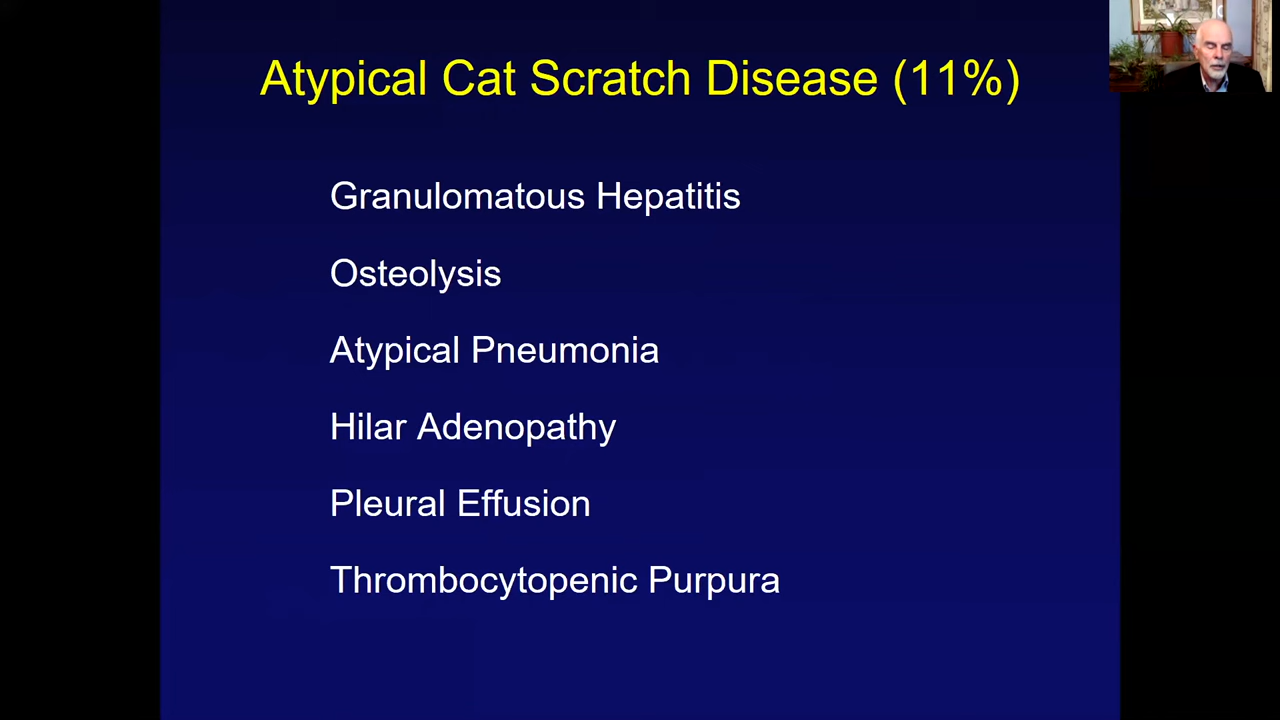 Atypical Cat Scratch Disease (11%)
Granulomatous Hepatitis
Osteolysis
Atypical Pneumonia
Hilar Adenopathy
Pleural Effusion
Thrombocytopenic Purpura